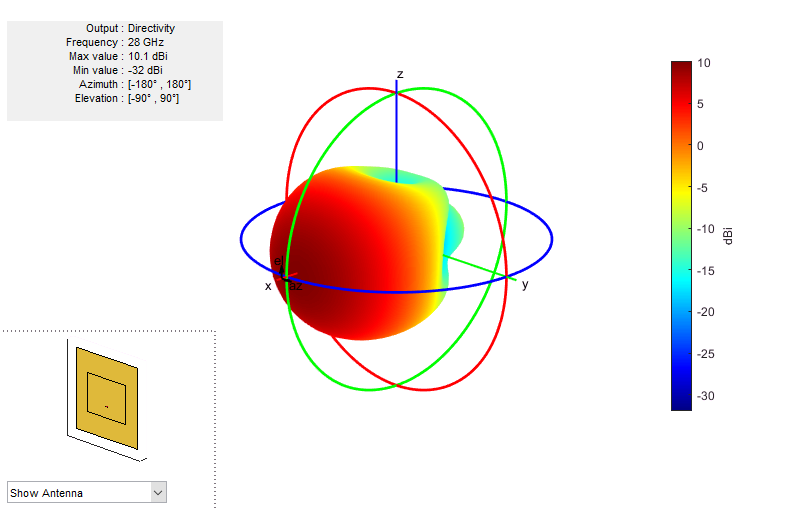 Output : Directivity
Frequency : 28 GHz
Max value : 10.1 dBi
Min value : -32 dBi
Azimuth : [-180° , 180°]
Elevation : [-90° , 90°]
z
10
5
0
-5
-10
-15
-20
-25
-30
dBi
el
x
az
y
Show Antenna